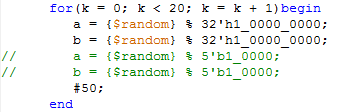 for(k = 0; k < 20; k = k + 1)begin
a = {$random} % 32'h1_0000_0000;
b = {$random} % 32'h1_0000_0000;
// a = {$random} % 5'b1_0000;
// b = {$random} % 5'b1_0000;
#50;
end